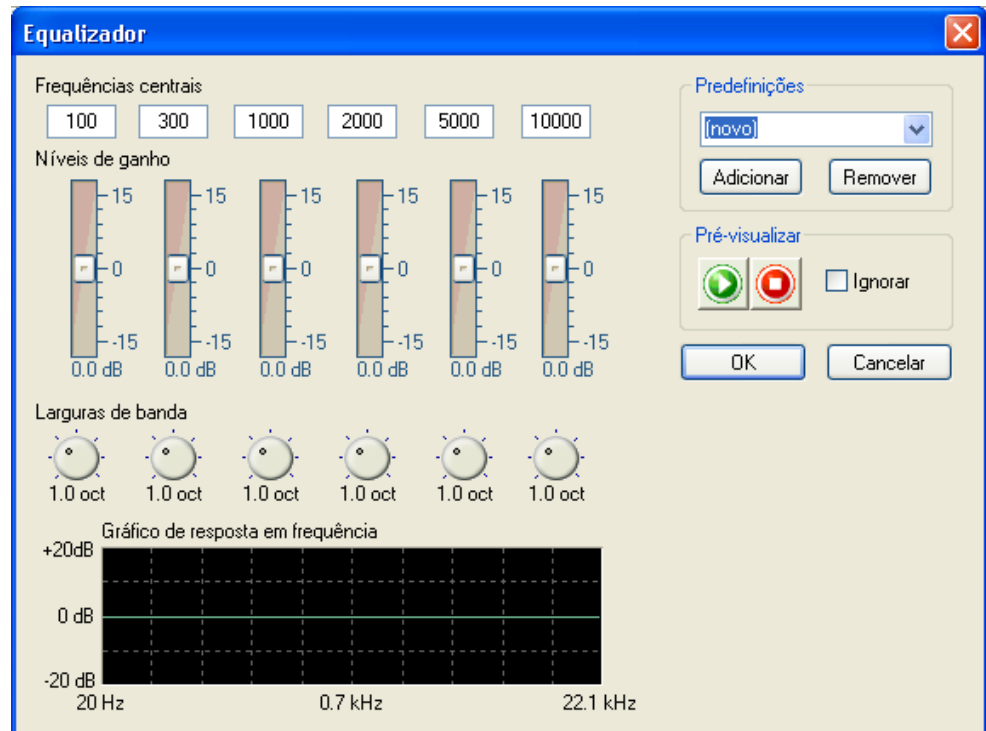 Equalizador
Frequências centrais
100 300 1000 2000 5000 10000
Níveis de ganho
15 15 15 15 15 15
0 0 0 0 0 0
-15 -15 -15 -15 -15 -15
0.0 dB 0.0 dB 0.0 dB 0.0 dB 0.0 dB 0.0 dB
Larguras de banda
1.0 oct 1.0 oct 1.0 oct 1.0 oct 1.0 oct 1.0 oct
Gráfico de resposta em frequência
+20dB
0 dB
-20 dB
20 Hz 0.7 kHz 22.1 kHz
Predefinições
(novo)
Adicionar Remover
Pré-visualizar
Ignorar
OK Cancelar